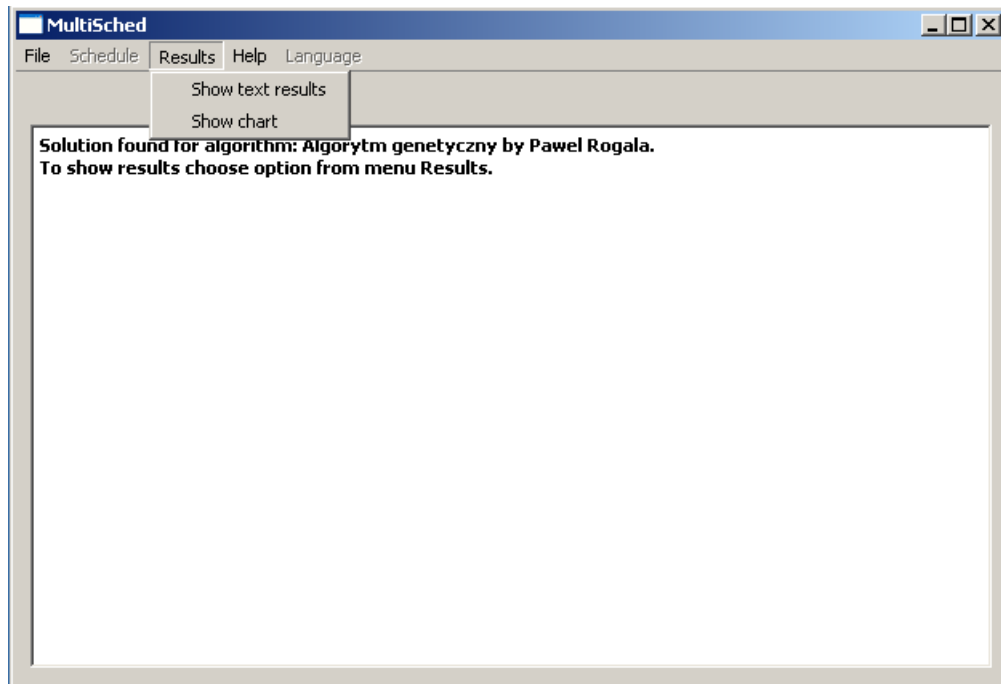 MultiSched
File Schedule Results Help Language
Show text results
Show chart
Solution found for algorithm: Algorytm genetyczny by Pawel Rogala.
To show results choose option from menu Results.